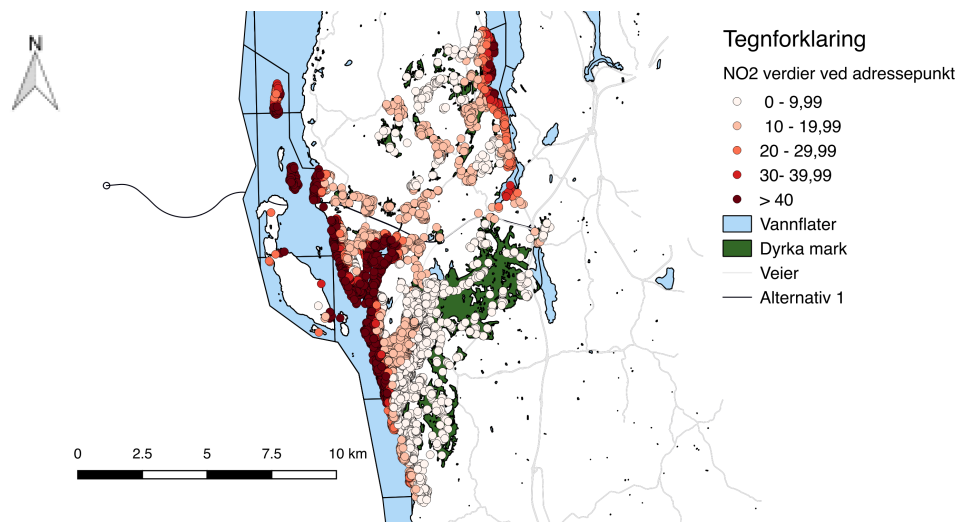 N
Tegnforklaring
NO2 verdier ved adressepunkt
0 - 9,99
10 - 19,99
20 - 29,99
30- 39,99
> 40
Vannflater
Dyrka mark
Veier
Alternativ 1
0 2.5 5 7.5 10 km